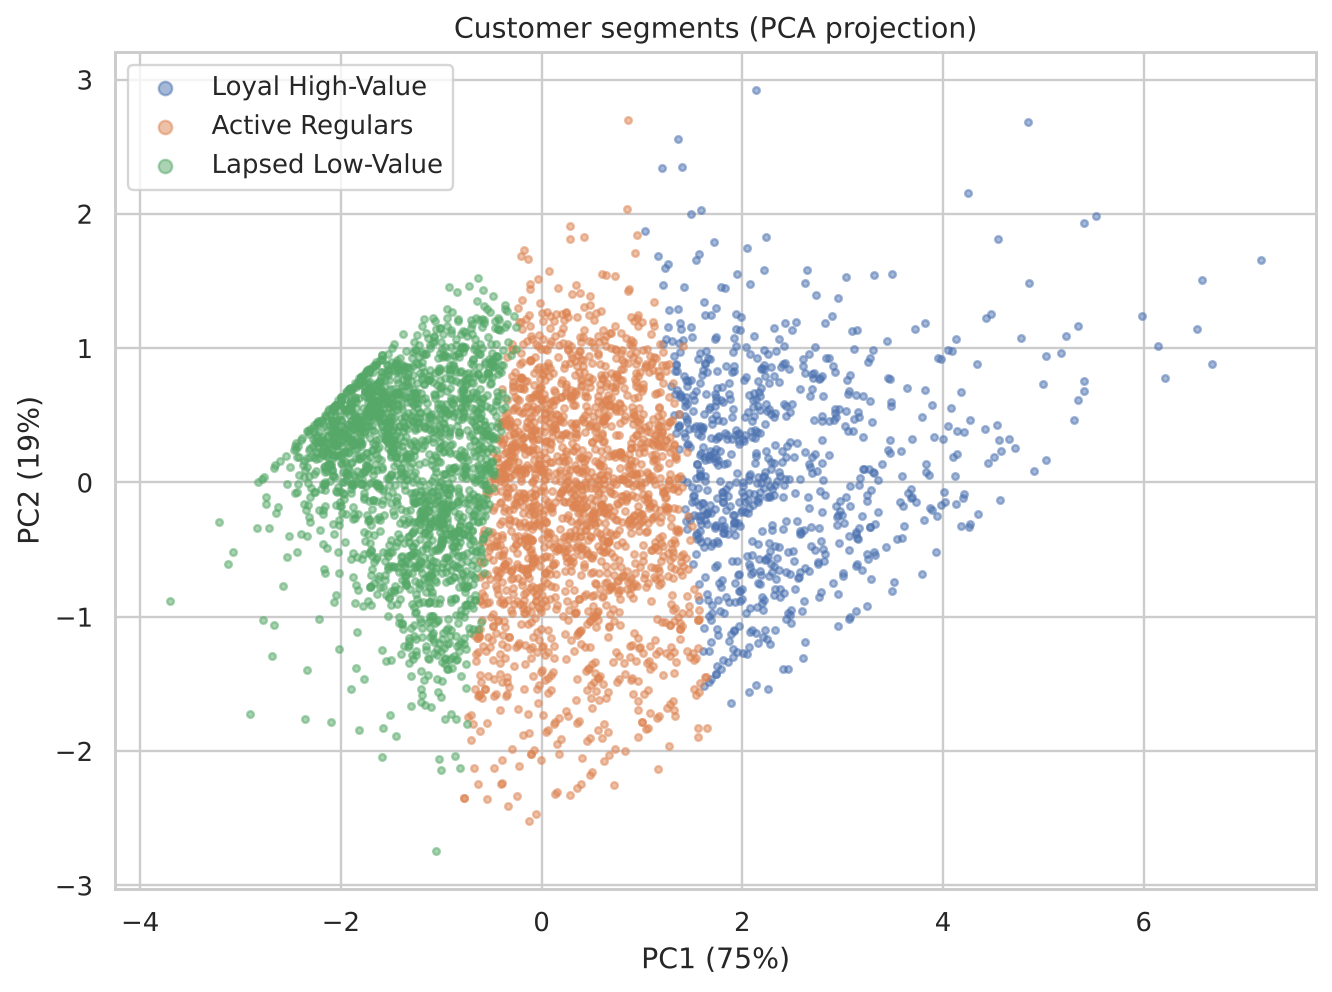 Customer segments (PCA projection)
Loyal High-Value
Active Regulars
Lapsed Low-Value
3
2
1
0
−1
−2
−3
PC2 (19%)
−4 −2 0 2 4 6
PC1 (75%)